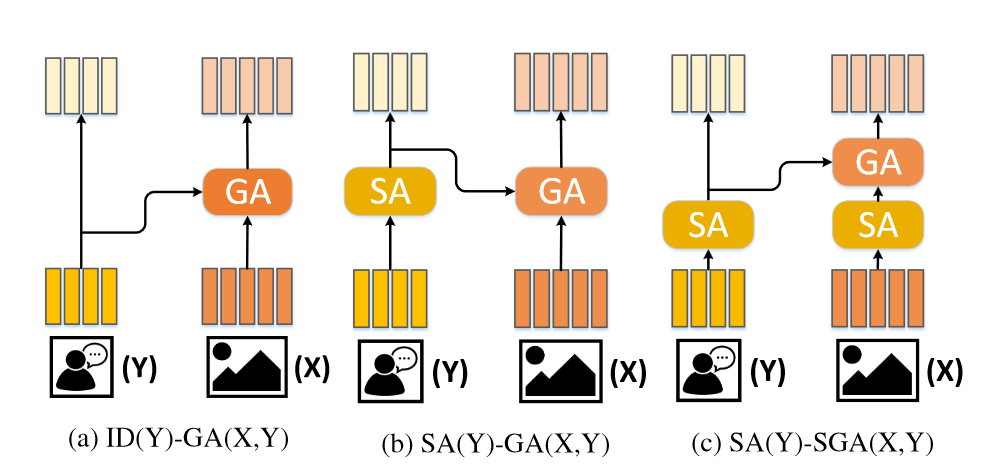 GA
(Y)
(X)
(a) ID(Y)-GA(X,Y)
SA
GA
(Y)
(X)
(b) SA(Y)-GA(X,Y)
GA
SA
SA
(Y)
(X)
(c) SA(Y)-SGA(X,Y)